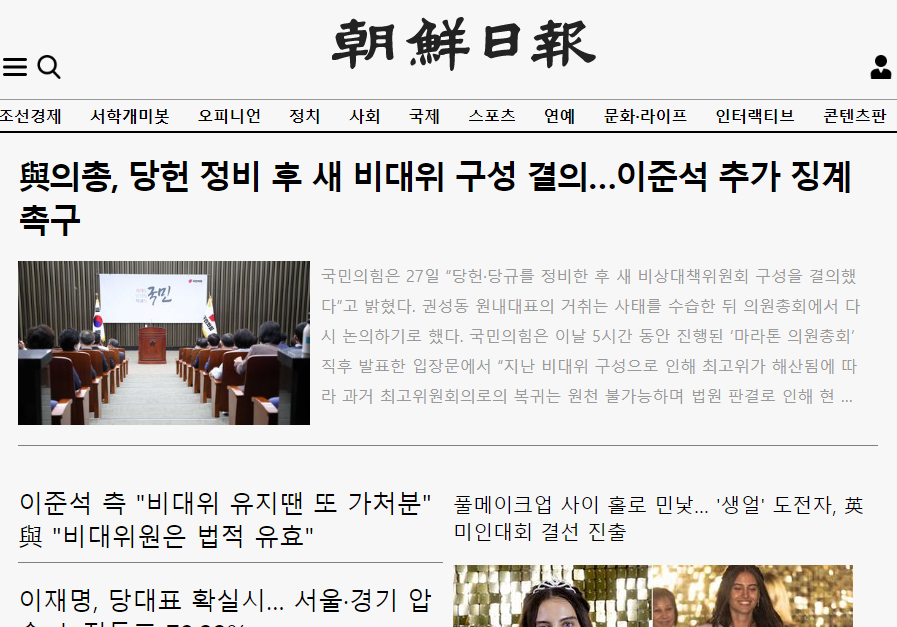 朝鮮日報
조선경제 서학개미봇 오피니언 정치 사회 국제 스포츠 연예 문화·라이프 인터랙티브 콘텐츠판
與의총, 당헌 정비 후 새 비대위 구성 결의…이준석 추가 징계
촉구
국민
국민의힘은 27일 “당헌·당규를 정비한 후 새 비상대책위원회 구성을 결의했
다”고 밝혔다. 권성동 원내대표의 거취는 사태를 수습한 뒤 의원총회에서 다
시 논의하기로 했다. 국민의힘은 이날 5시간 동안 진행된 ‘마라톤 의원총회’
직후 발표한 입장문에서 “지난 비대위 구성으로 인해 최고위가 해산됨에 따
라 과거 최고위원회의로의 복귀는 원천 불가능하며 법원 판결로 인해 현 ...
이준석 측 "비대위 유지땐 또 가처분"
與 "비대위원은 법적 유효"
이재명, 당대표 확실시… 서울·경기 압
풀메이크업 사이 홀로 민낯… '생얼' 도전자, 英
미인대회 결선 진출